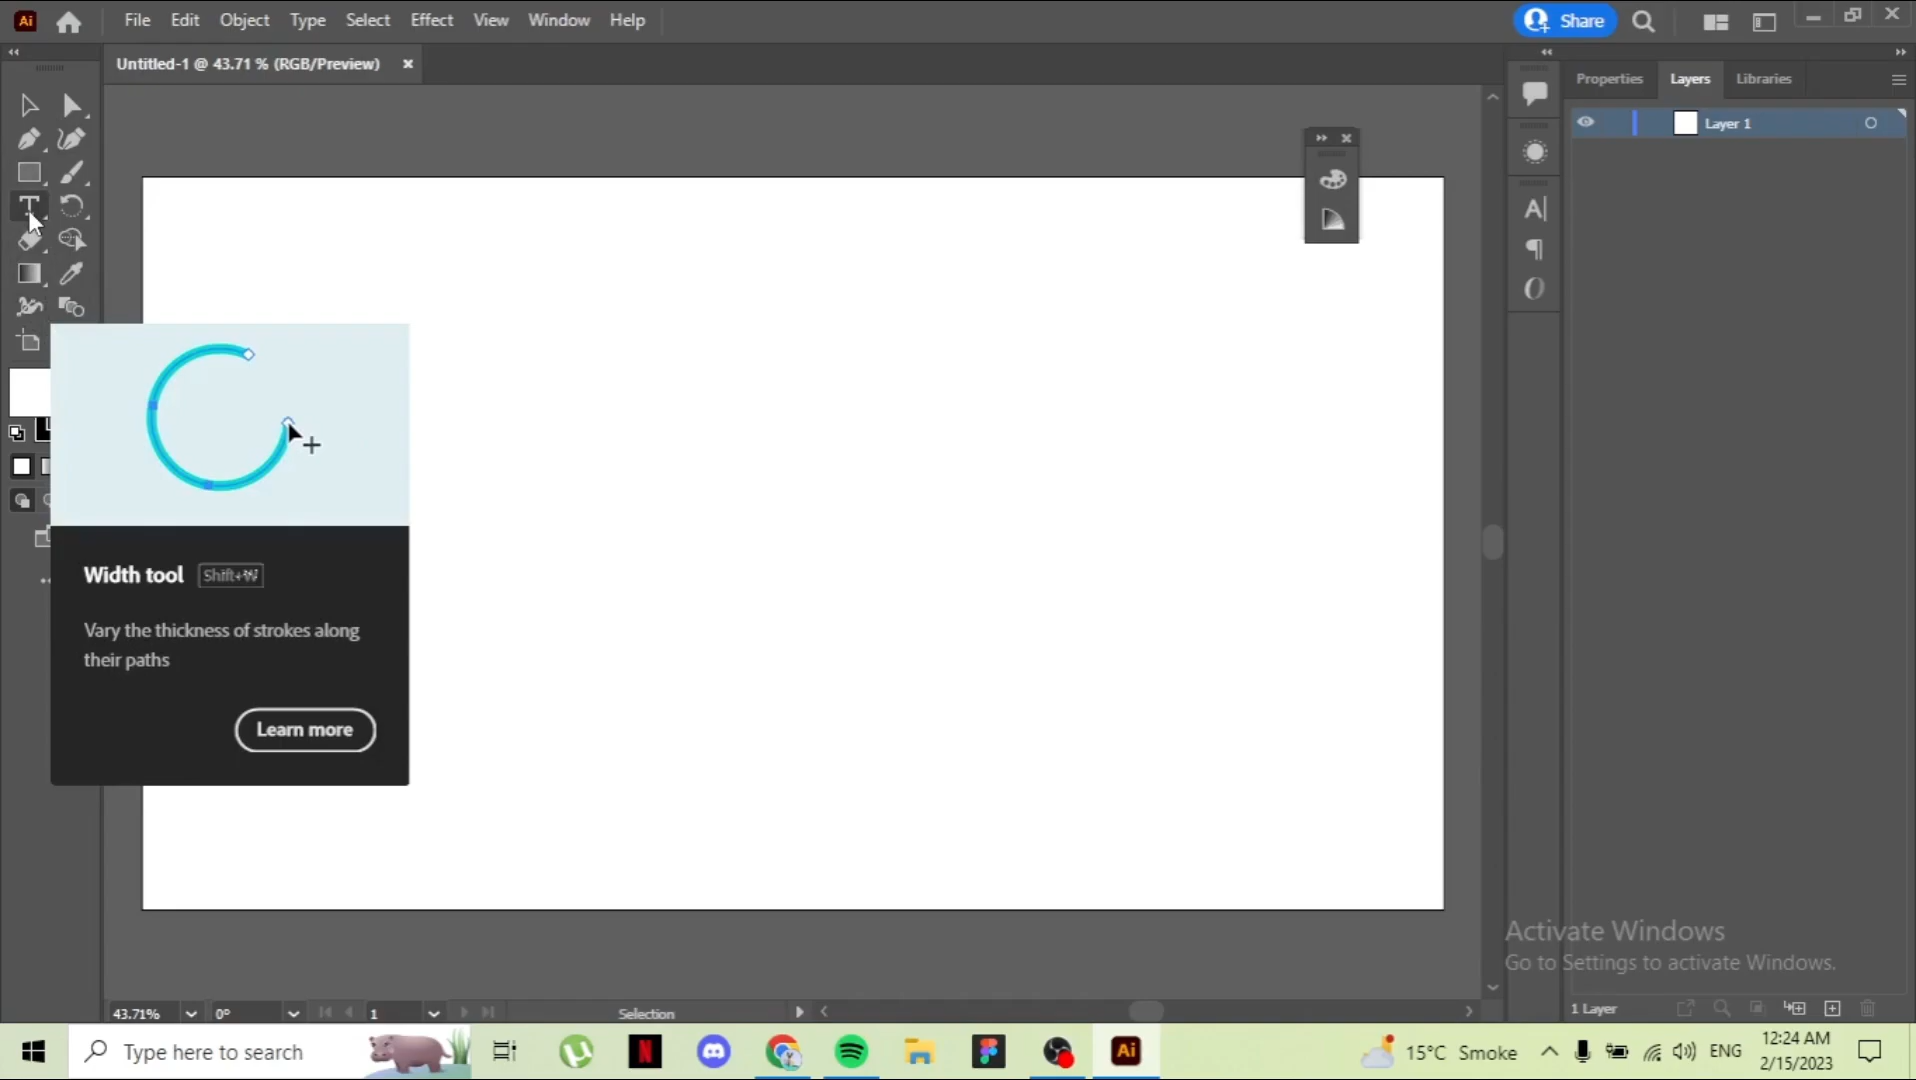 Ai File Edit Object Type Select Effect View Window Help Share
Untitled-1 @ 43.71 % (RGB/Preview) ×
Properties Layers Libraries
Layer 1
Width tool Shift+W
Vary the thickness of strokes along
their paths
Learn more
Activate Windows
Go to Settings to activate Windows.
43.71% 0° 1 Selection
1 Layer
Type here to search
Ai
15°C Smoke
ENG
12:24 AM
2/15/2023